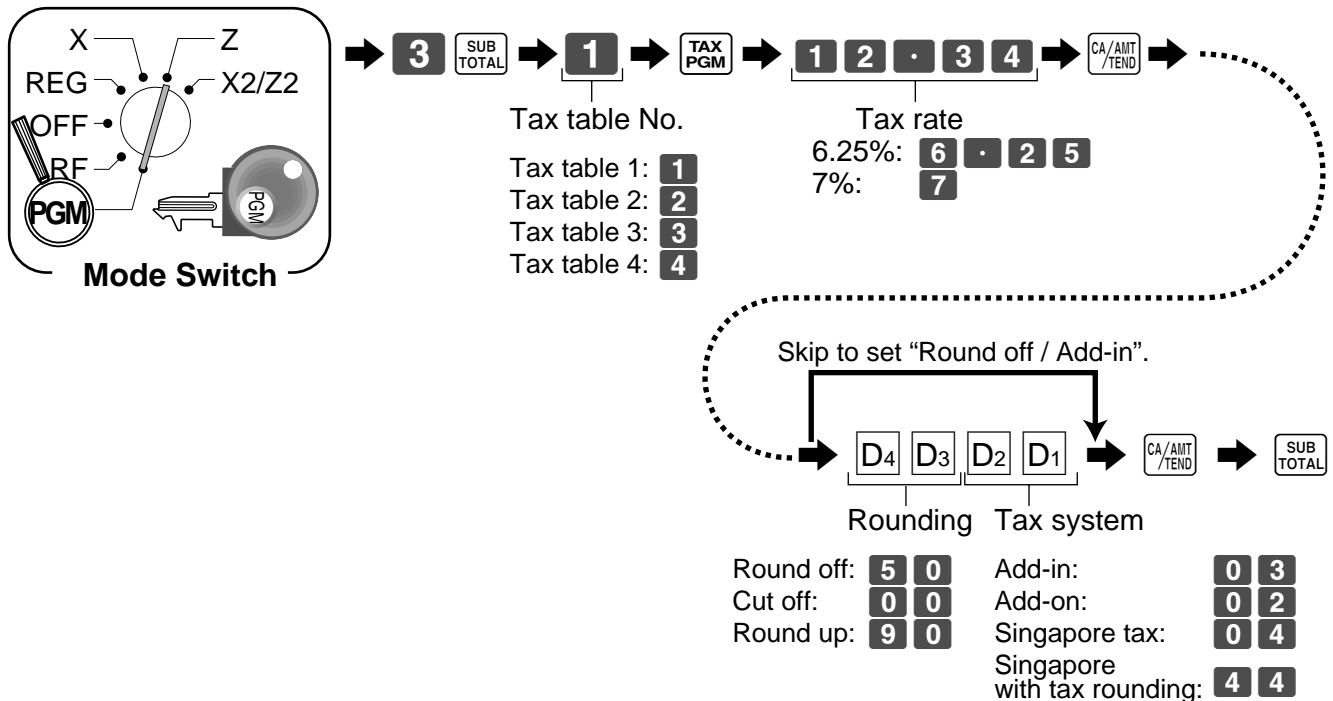 X Z
REG X2/Z2
OFF
RF
PGM PGM
Mode Switch
3 SUB TOTAL 1 TAX PGM 1 2 · 3 4 CA/AMT /TEND
Tax table No.
Tax table 1: 1
Tax table 2: 2
Tax table 3: 3
Tax table 4: 4
Tax rate
6.25%: 6 · 2 5
7%: 7
Skip to set “Round off / Add-in”.
D4 D3 D2 D1 CA/AMT /TEND SUB TOTAL
Rounding Tax system
Round off: 5 0
Cut off: 0 0
Round up: 9 0
Add-in: 0 3
Add-on: 0 2
Singapore tax: 0 4
Singapore
with tax rounding: 4 4